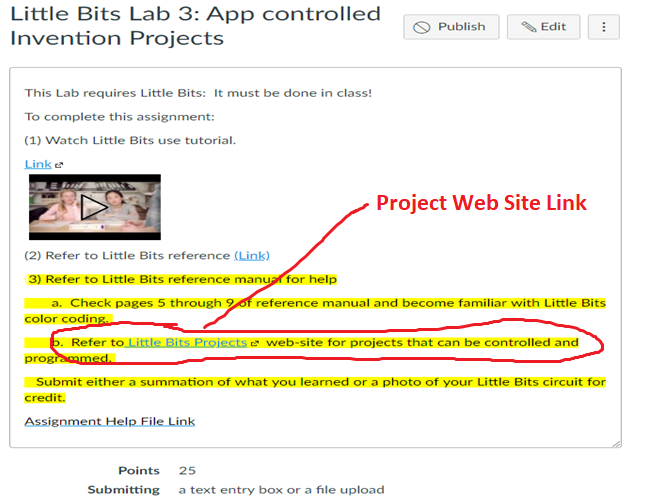 Little Bits Lab 3: App controlled
Invention Projects
Publish
Edit
This Lab requires Little Bits: It must be done in class!
To complete this assignment:
(1) Watch Little Bits use tutorial.
Link
Project Web Site Link
(2) Refer to Little Bits reference (Link)
3) Refer to Little Bits reference manual for help
a. Check pages 5 through 9 of reference manual and become familiar with Little Bits
color coding.
b. Refer to Little Bits Projects web-site for projects that can be controlled and
programmed.
Submit either a summation of what you learned or a photo of your Little Bits circuit for
credit.
Assignment Help File Link
Points 25
Submitting a text entry box or a file upload